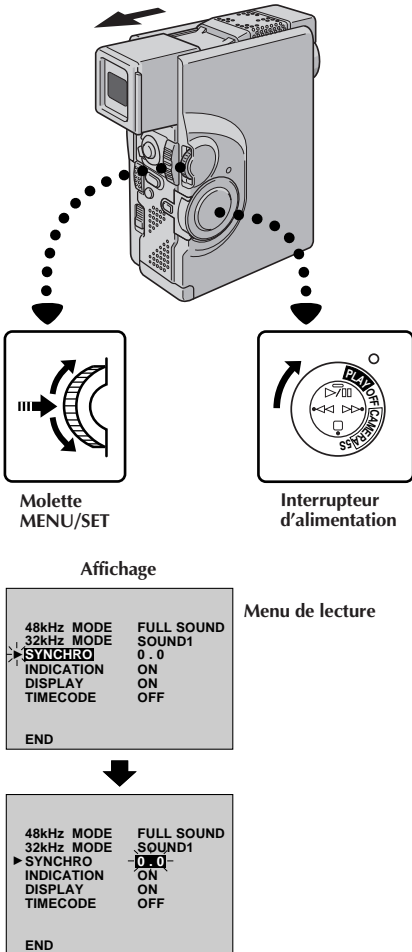 PLAY OFF CAMERA 5S
Molette
MENU/SET
Interrupteur
d'alimentation
Affichage
Menu de lecture
48kHz MODE FULL SOUND
32kHz MODE SOUND1
SYNCHRO 0 . 0
INDICATION ON
DISPLAY ON
TIMECODE OFF
END
48kHz MODE FULL SOUND
32kHz MODE SOUND1
SYNCHRO 0 . 0
INDICATION ON
DISPLAY ON
TIMECODE OFF
END